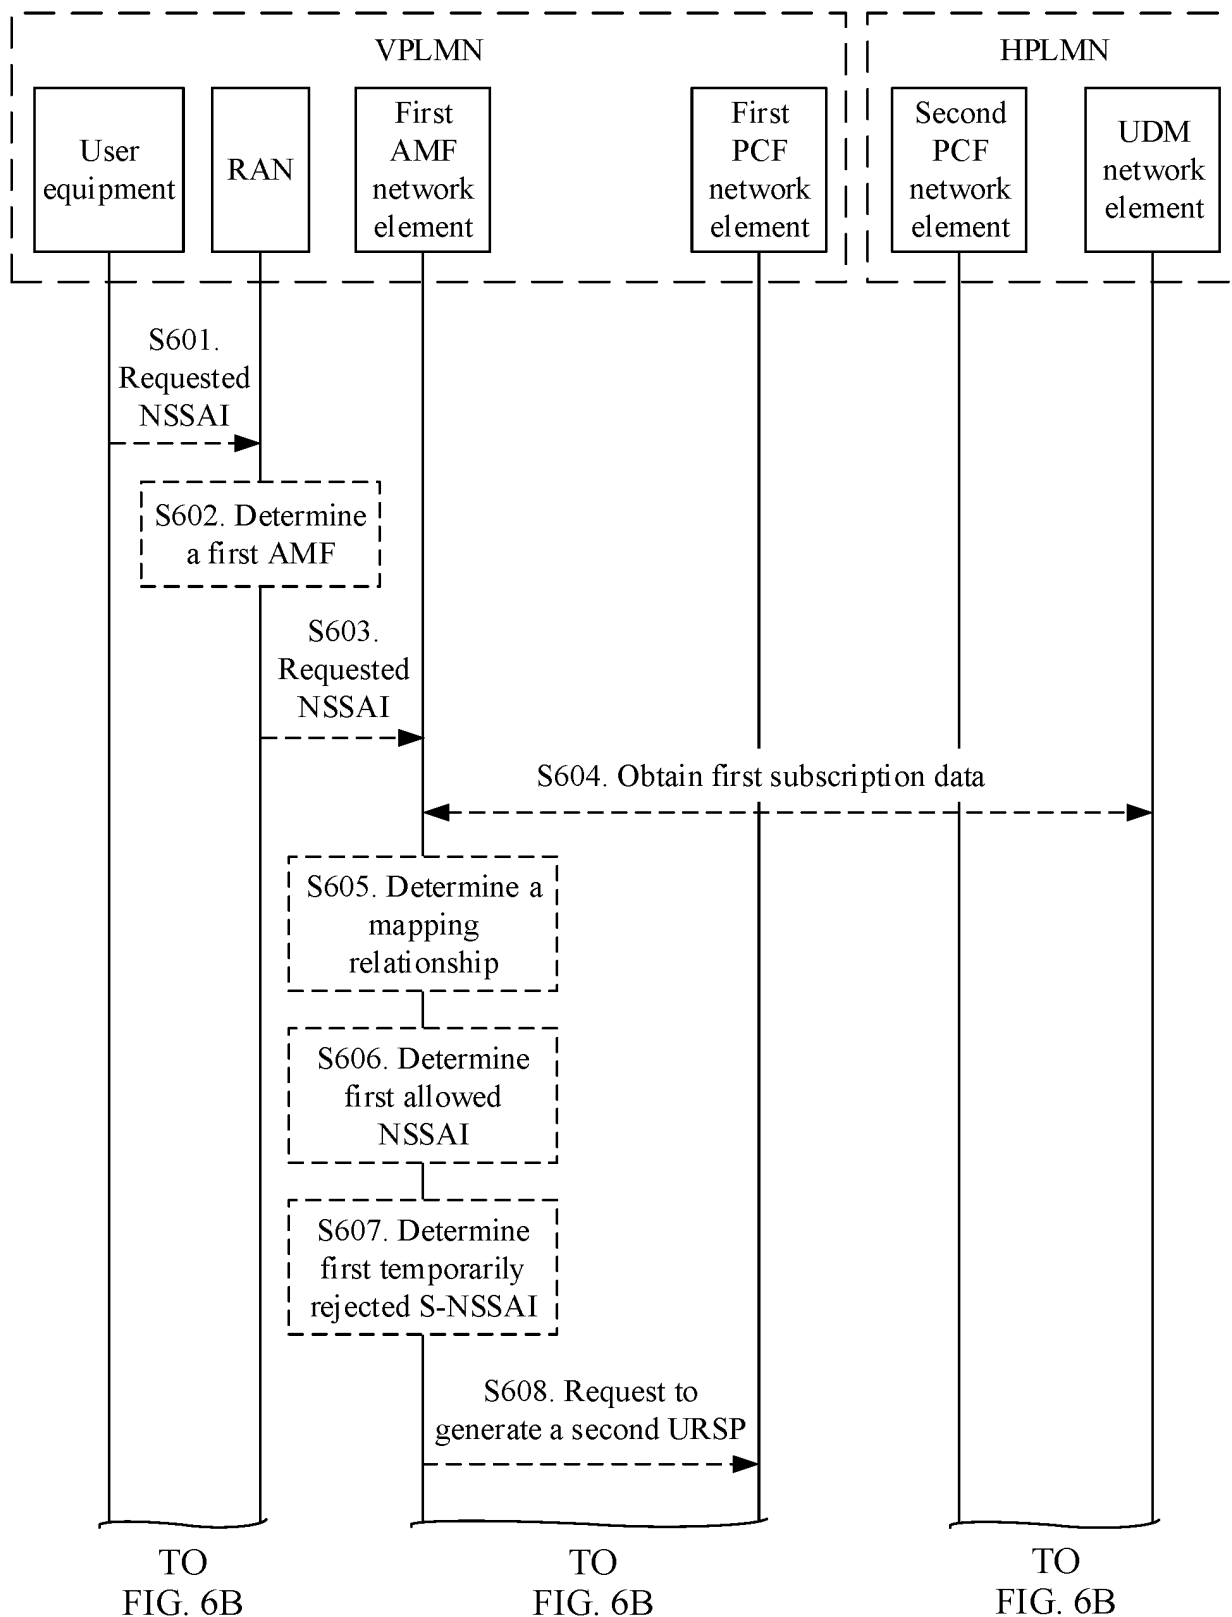 VPLMN
HPLMN
User
equipment
RAN
First
AMF
network
element
First
PCF
network
element
Second
PCF
network
element
UDM
network
element
S601.
Requested
NSSAI
S602. Determine
a first AMF
S603.
Requested
NSSAI
S604. Obtain first subscription data
S605. Determine a
mapping
relationship
S606. Determine
first allowed
NSSAI
S607. Determine
first temporarily
rejected S-NSSAI
S608. Request to
generate a second URSP
TO
FIG. 6B
TO
FIG. 6B
TO
FIG. 6B